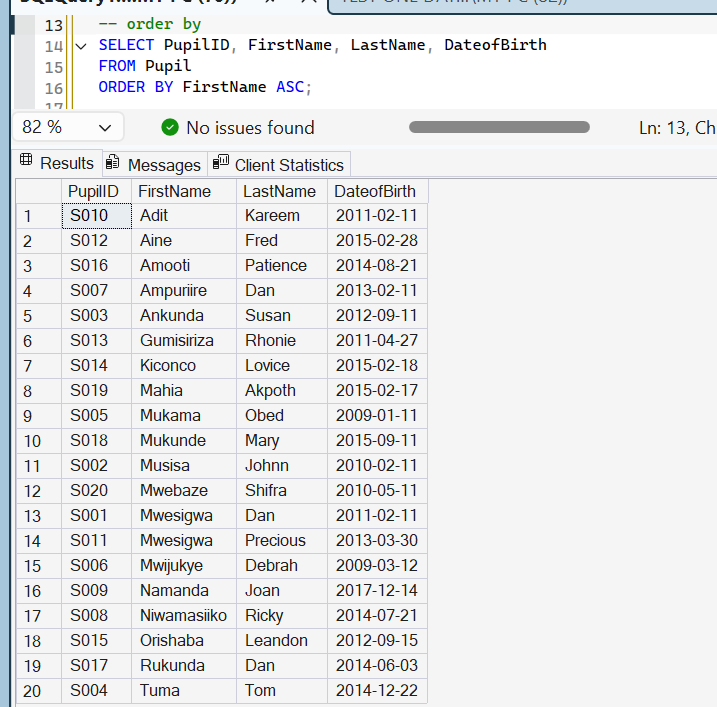 13 -- order by
14 SELECT PupilID, FirstName, LastName, DateofBirth
15 FROM Pupil
16 ORDER BY FirstName ASC;
82 % No issues found Ln: 13, Ch
Results Messages Client Statistics
PupilID FirstName LastName DateofBirth
1 S010 Adit Kareem 2011-02-11
2 S012 Aine Fred 2015-02-28
3 S016 Amooti Patience 2014-08-21
4 S007 Ampuriire Dan 2013-02-11
5 S003 Ankunda Susan 2012-09-11
6 S013 Gumisiriza Rhonie 2011-04-27
7 S014 Kiconco Lovice 2015-02-18
8 S019 Mahia Akpoth 2015-02-17
9 S005 Mukama Obed 2009-01-11
10 S018 Mukunde Mary 2015-09-11
11 S002 Musisa Johnn 2010-02-11
12 S020 Mwebaze Shifra 2010-05-11
13 S001 Mwesigwa Dan 2011-02-11
14 S011 Mwesigwa Precious 2013-03-30
15 S006 Mwijukye Debrah 2009-03-12
16 S009 Namanda Joan 2017-12-14
17 S008 Niwamasiiko Ricky 2014-07-21
18 S015 Orishaba Leandon 2012-09-15
19 S017 Rukunda Dan 2014-06-03
20 S004 Tuma Tom 2014-12-22